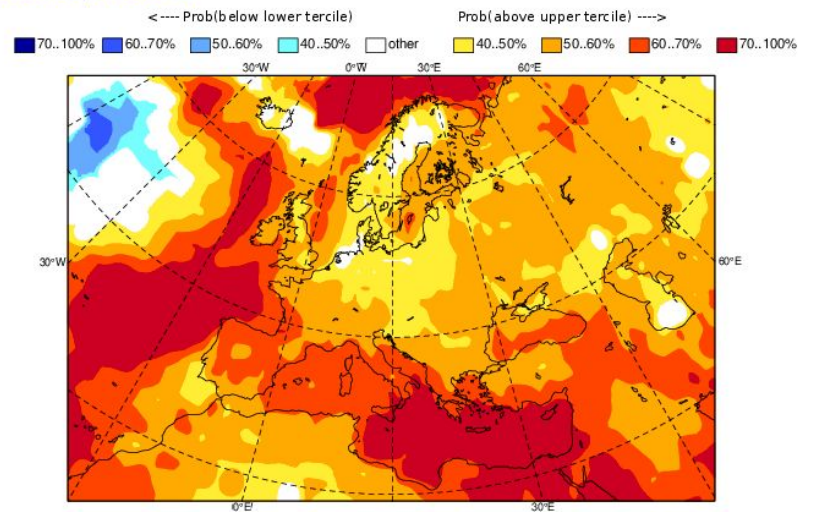 <---- Prob(below lower tercile) Prob(above upper tercile) ---->
70..100% 60..70% 50..60% 40..50% other 40..50% 50..60% 60..70% 70..100%
30°W 0°W 30°E 60°E
30°W 60°E
0°E 30°E